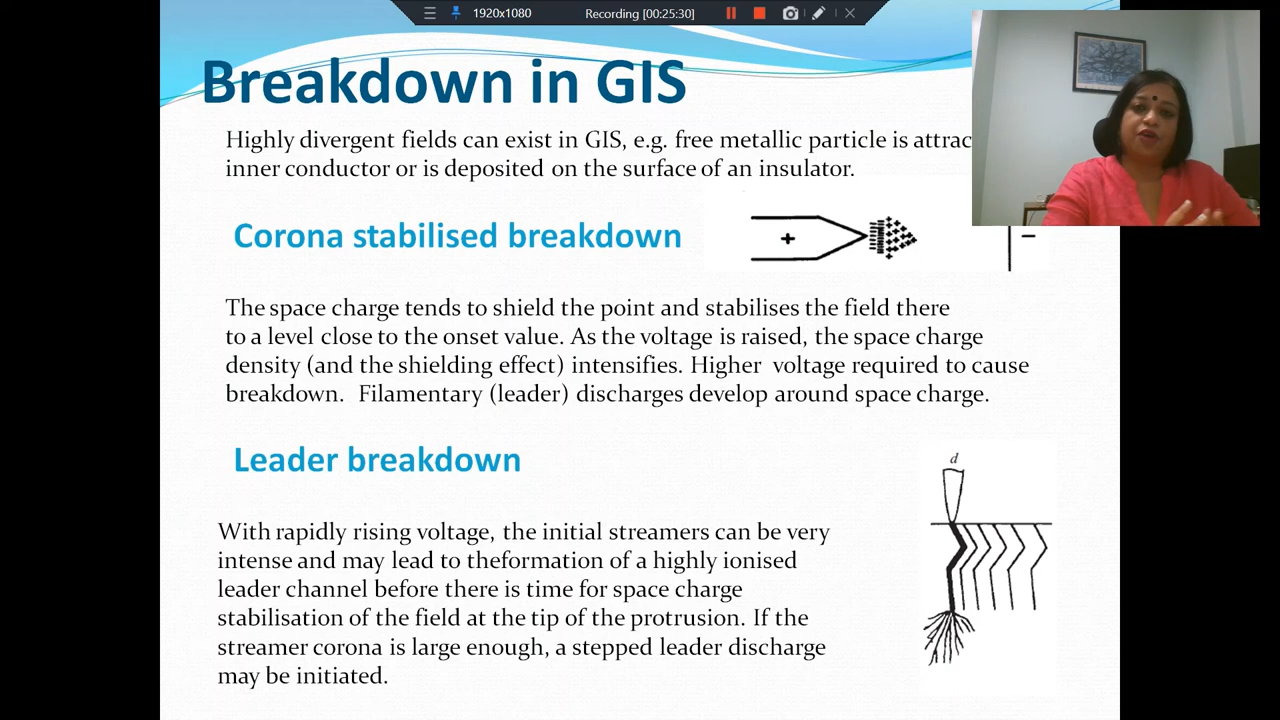 1920x1080
Recording [00:25:30]
Breakdown in GIS
Highly divergent fields can exist in GIS, e.g. free metallic particle is
inner conductor or is deposited on the surface of an insulator.
Corona stabilised breakdown
The space charge tends to shield the point and stabilises the field there
to a level close to the onset value. As the voltage is raised, the space charge
density (and the shielding effect) intensifies. Higher voltage required to cause
breakdown. Filamentary (leader) discharges develop around space charge.
Leader breakdown
d
With rapidly rising voltage, the initial streamers can be very
intense and may lead to theformation of a highly ionised
leader channel before there is time for space charge
stabilisation of the field at the tip of the protrusion. If the
streamer corona is large enough, a stepped leader discharge
may be initiated.